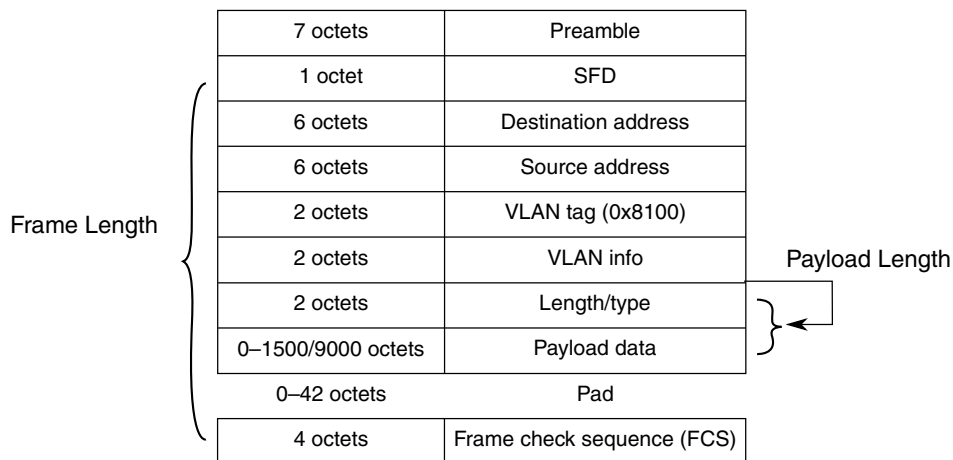 7 octets Preamble
1 octet SFD
6 octets Destination address
6 octets Source address
2 octets VLAN tag (0x8100)
Frame Length
2 octets VLAN info
Payload Length
2 octets Length/type
0–1500/9000 octets Payload data
0–42 octets Pad
4 octets Frame check sequence (FCS)